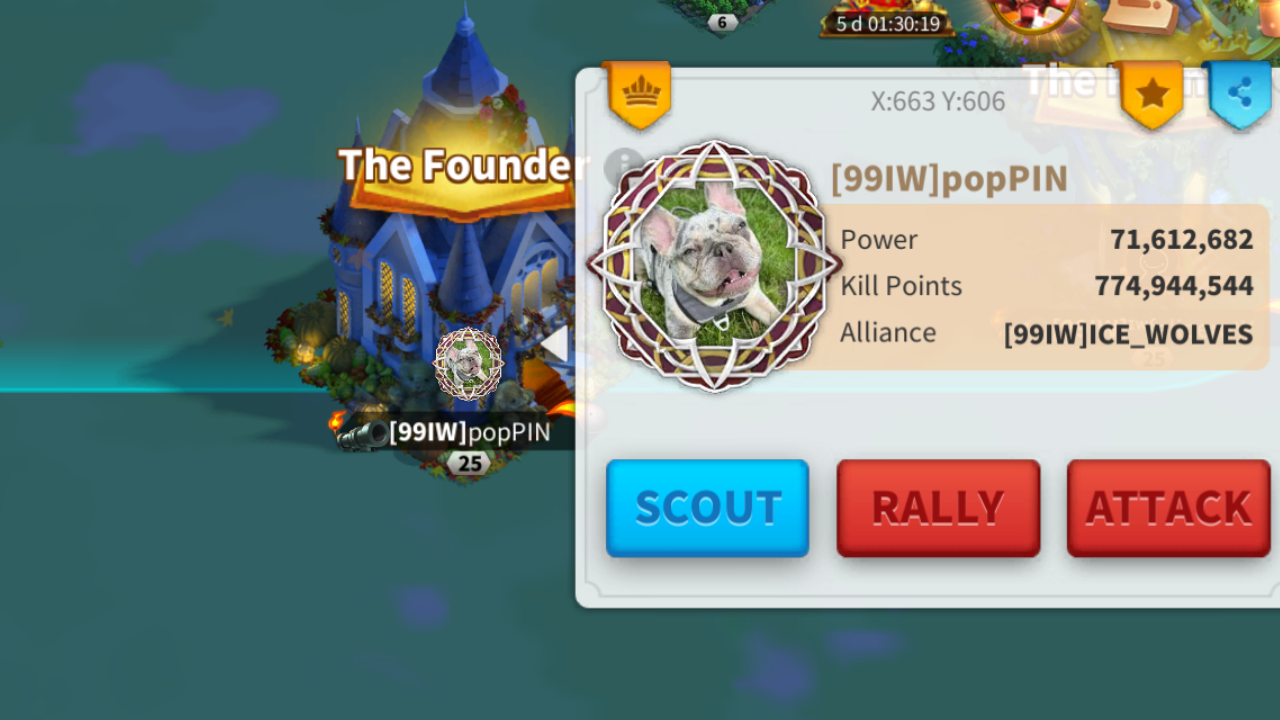 6
5 d 01:30:19
The Founder
X:663 Y:606
[99IW]popPIN
Power 71,612,682
Kill Points 774,944,544
Alliance [99IW]ICE_WOLVES
25
[99IW]popPIN
25
SCOUT RALLY ATTACK